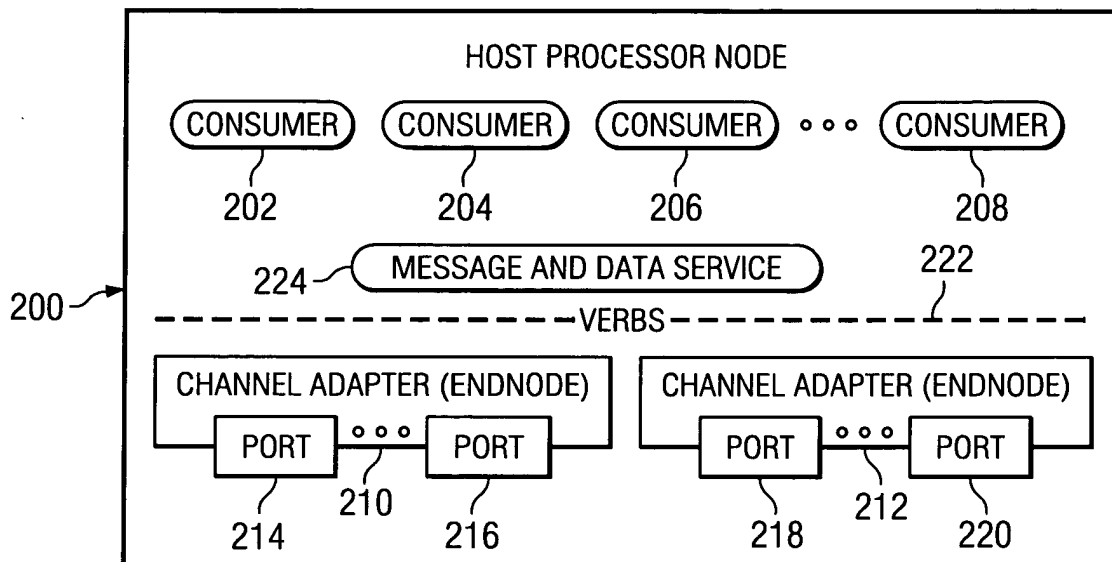 HOST PROCESSOR NODE
CONSUMER CONSUMER CONSUMER CONSUMER
202 204 206 208
MESSAGE AND DATA SERVICE
224 222
200
VERBS
CHANNEL ADAPTER (ENDNODE) CHANNEL ADAPTER (ENDNODE)
PORT PORT PORT PORT
214 210 216 218 212 220